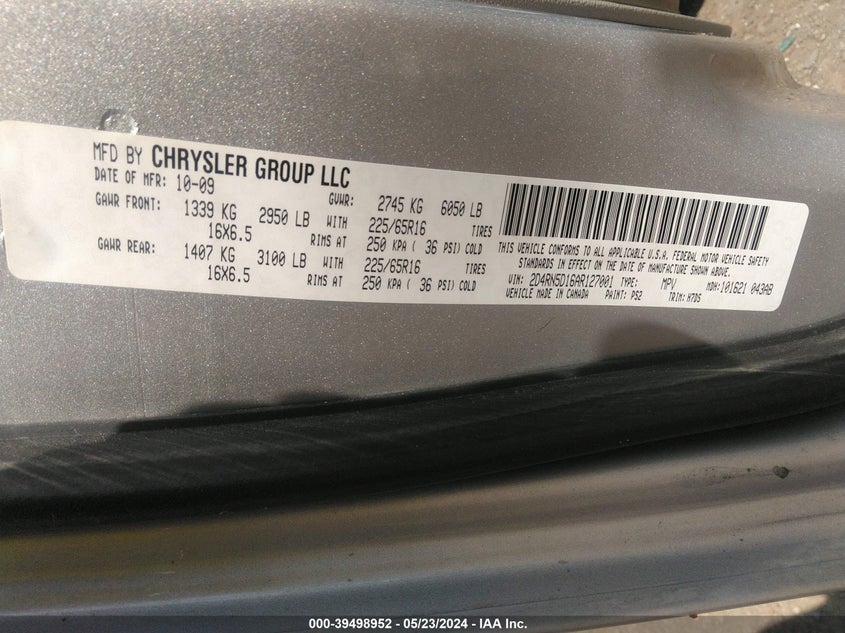 MFD BY CHRYSLER GROUP LLC
DATE OF MFR: 10-09 GVWR: 2745 KG 6050 LB
GAWR FRONT: 1339 KG 2950 LB WITH 225/65R16 TIRES
16X6.5 RIMS AT 250 KPA ( 36 PSI) COLD
GAWR REAR: 1407 KG 3100 LB WITH 225/65R16 TIRES
16X6.5 RIMS AT 250 KPA ( 36 PSI) COLD
THIS VEHICLE CONFORMS TO ALL APPLICABLE U.S.A. FEDERAL MOTOR VEHICLE SAFETY
STANDARDS IN EFFECT ON THE DATE OF MANUFACTURE SHOWN ABOVE.
VIN: 2D4RN5D16AR127001 TYPE: MPV MDH: 101621 043AB
VEHICLE MADE IN CANADA PAINT: PS2 TRIM: H7DS
000-39498952 / 05/23/2024 - IAA Inc.